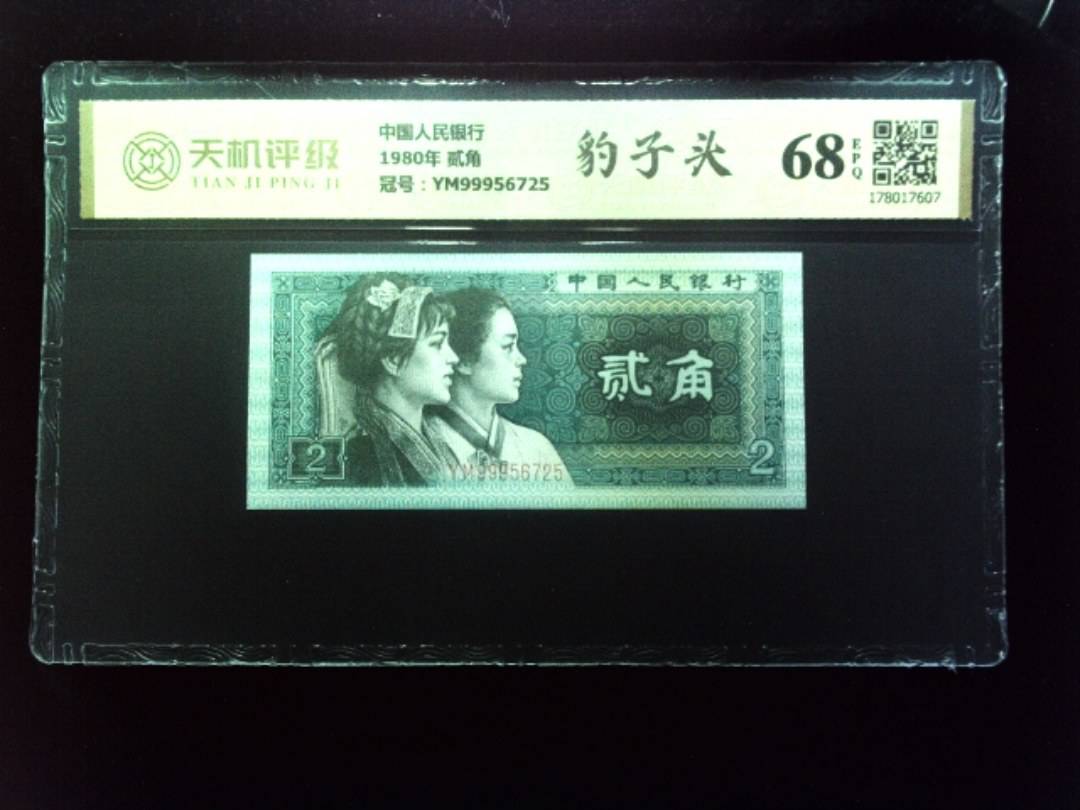 天机评级
TIAN JI PING JI
中国人民银行
1980年 贰角
冠号：YM99956725
豹子头
68
EPQ
178017607
中国人民银行
贰角
2
YM99956725
2